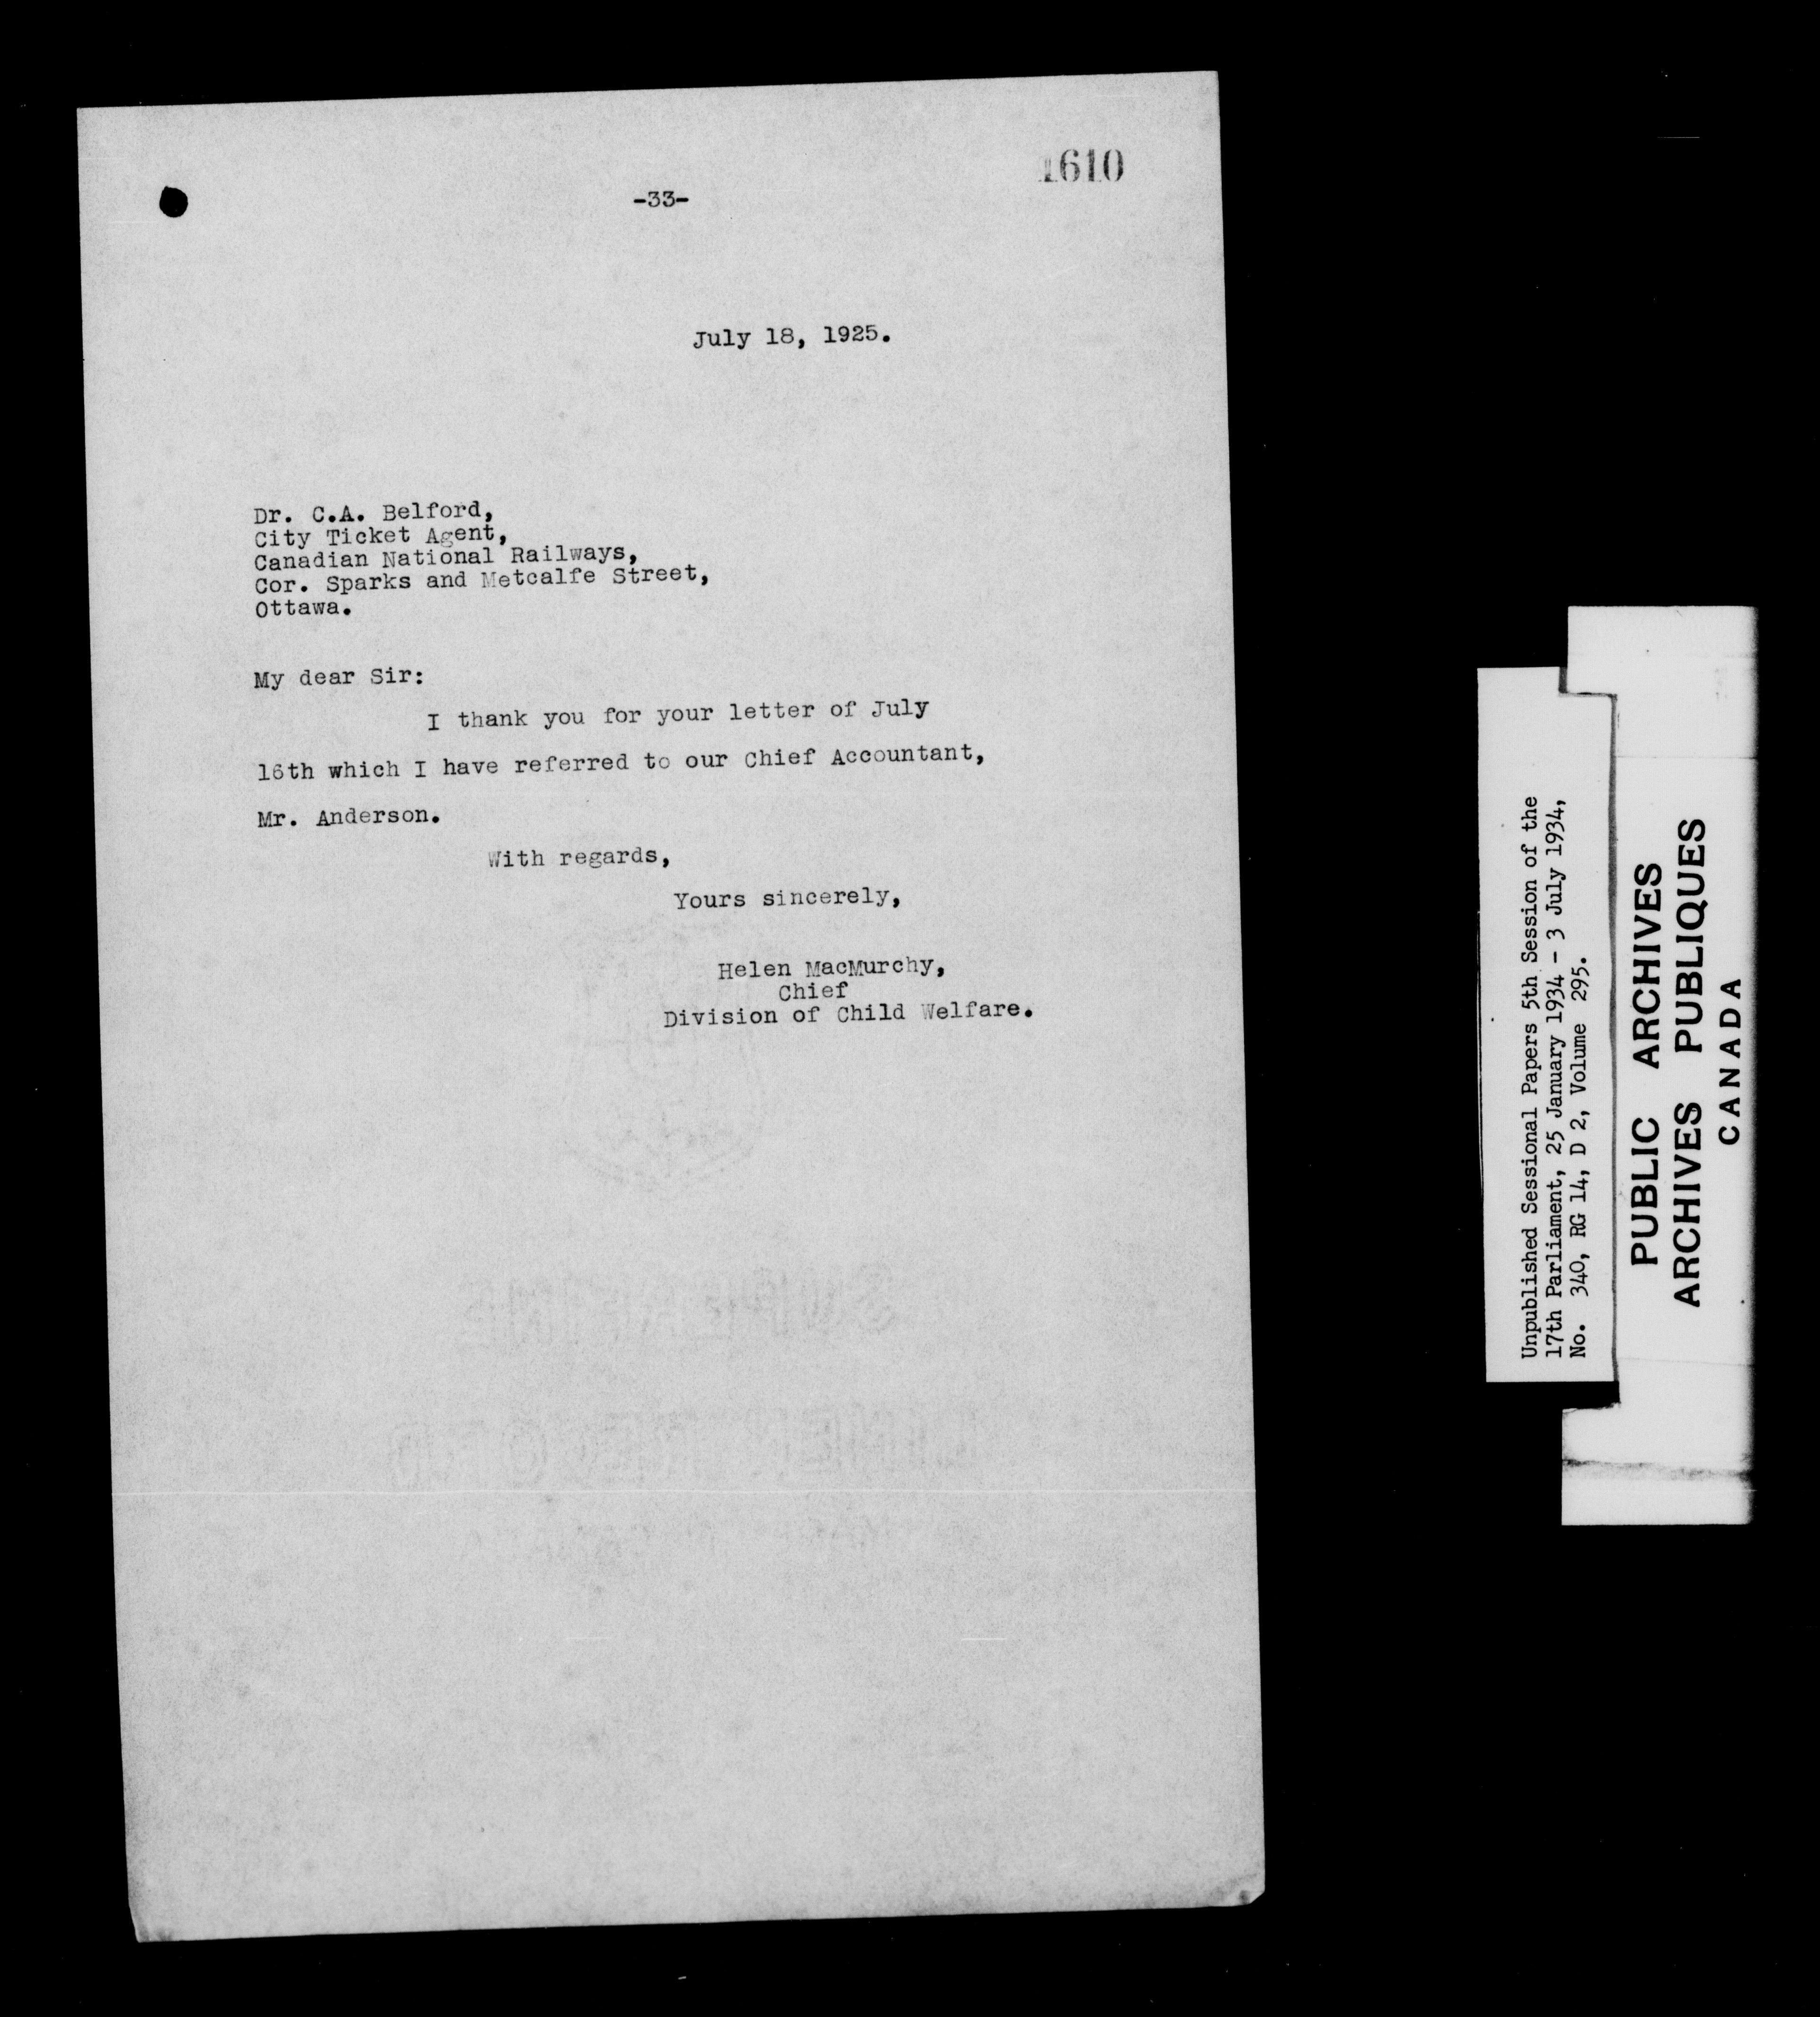 1610
-33-
July 18, 1925.
Dr. C.A. Belford,
City Ticket Agent,
Canadian National Railways,
Cor. Sparks and Metcalfe Street,
Ottawa.
My dear Sir:
I thank you for your letter of July
16th which I have referred to our Chief Accountant,
Mr. Anderson.
With regards,
Yours sincerely,
Helen MacMurchy,
Chief
Division of Child Welfare.
Unpublished Sessional Papers 5th Session of the
17th Parliament, 25 January 1934 - 3 July 1934,
No. 340, RG 14, D 2, Volume 295.
PUBLIC ARCHIVES
ARCHIVES PUBLIQUES
CANADA